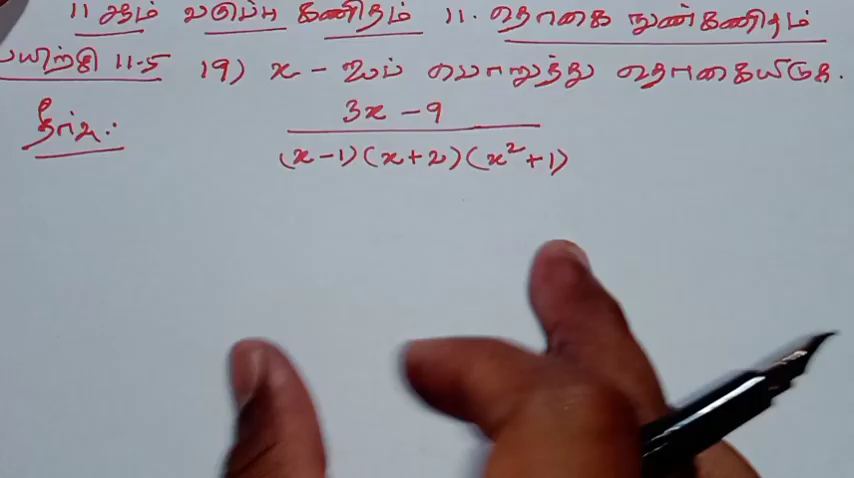 11 ஆம் வகுப்பு கணிதம் 11. தொகை நுண்கணிதம்
பயிற்சி 11.5 19) x - ஐப் பொறுத்து தொகையிடுக.
தீர்வு:- 3x - 9
(x - 1) (x + 2) (x² + 1)